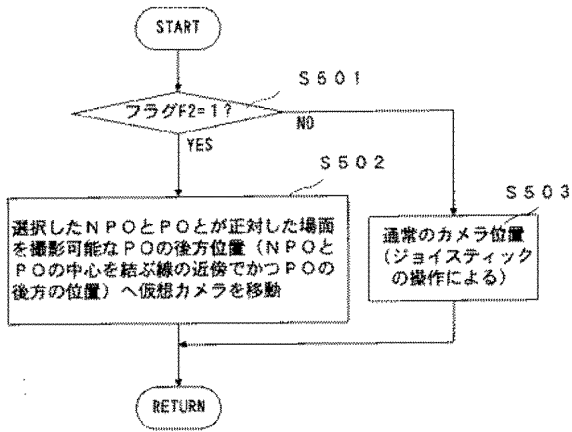 START
S501
フラグF2=1?
NO
YES
S502
選択したNPOとPOとが正対した場面
を撮影可能なPOの後方位置(NPOと
POの中心を結ぶ線の近傍でかつPOの
後方の位置)へ仮想カメラを移動
S503
通常のカメラ位置
(ジョイスティック
の操作による)
RETURN